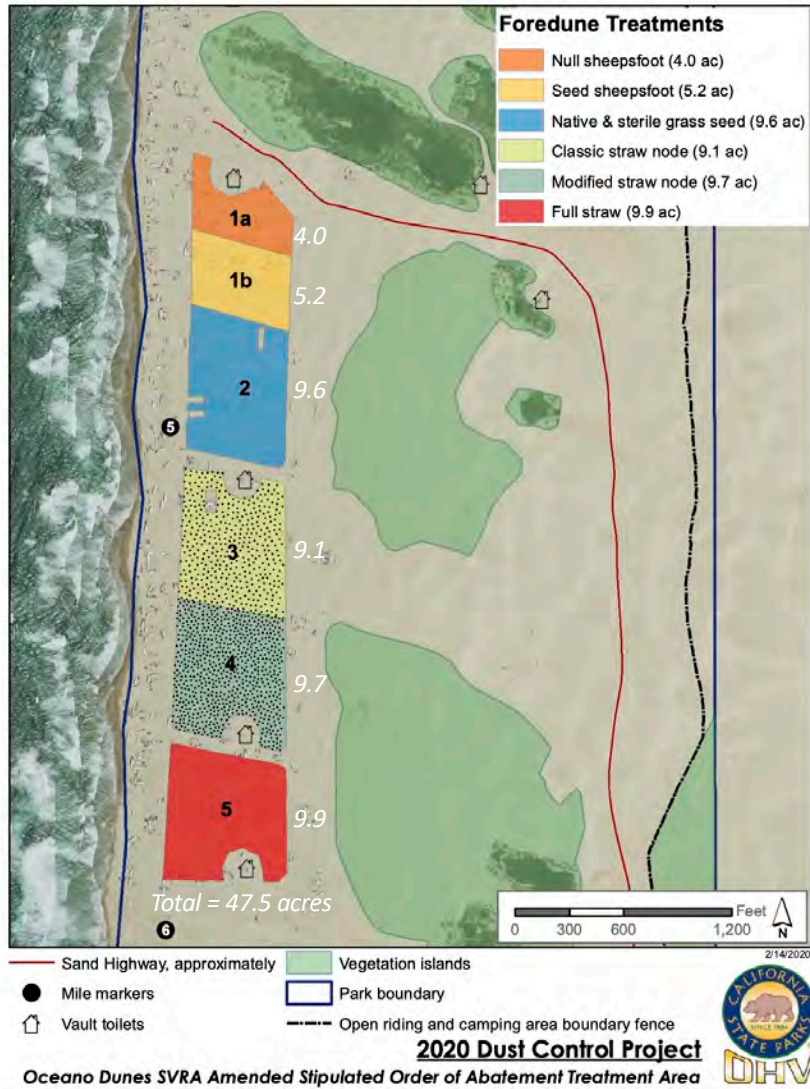 Foredune Treatments
Null sheepsfoot (4.0 ac)
Seed sheepsfoot (5.2 ac)
Native & sterile grass seed (9.6 ac)
Classic straw node (9.1 ac)
Modified straw node (9.7 ac)
Full straw (9.9 ac)
1a
4.0
1b
5.2
2
9.6
5
3
9.1
4
9.7
5
9.9
Total = 47.5 acres
6
Feet
0 300 600 1,200
N
2/14/2020
Sand Highway, approximately
Vegetation islands
Mile markers
Park boundary
Vault toilets
Open riding and camping area boundary fence
2020 Dust Control Project
Oceano Dunes SVRA Amended Stipulated Order of Abatement Treatment Area
CALIFORNIA
SINCE 1864
STATE PARKS
OHV